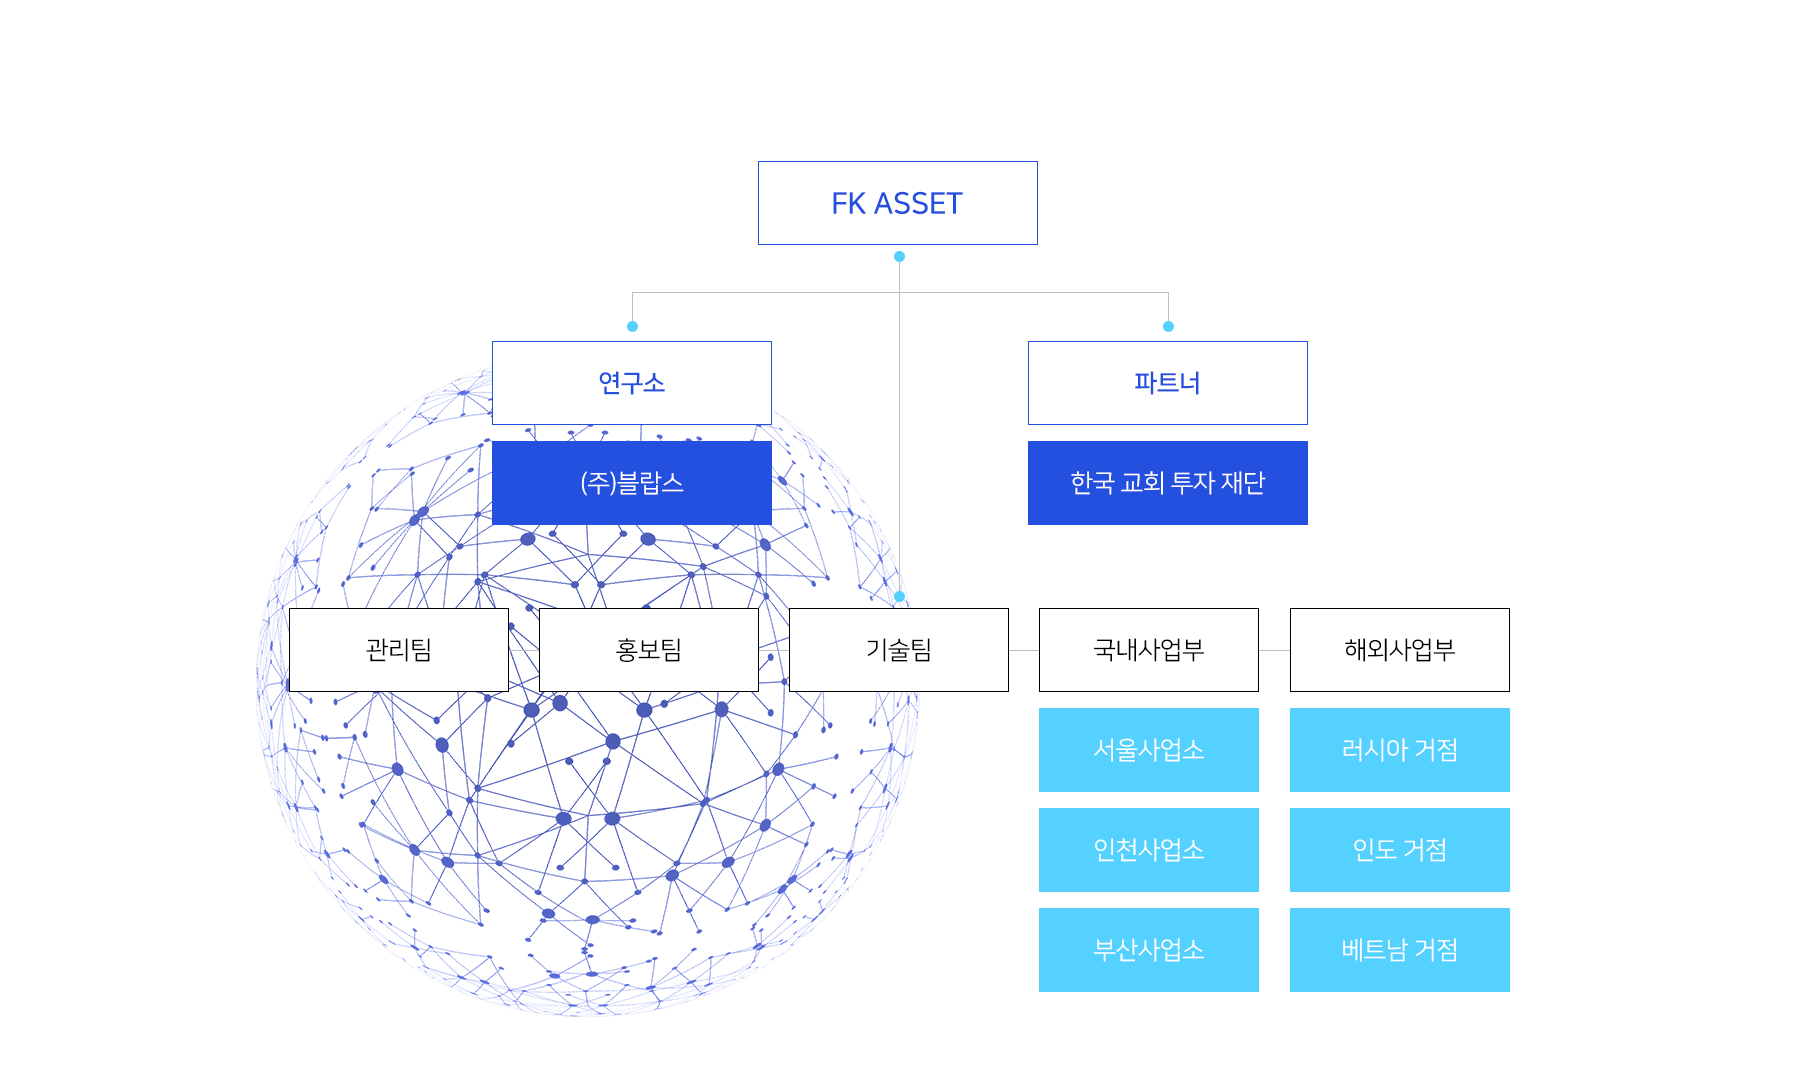 FK ASSET
연구소
파트너
(주)블랍스
한국 교회 투자 재단
관리팀
홍보팀
기술팀
국내사업부
해외사업부
서울사업소
러시아 거점
인천사업소
인도 거점
부산사업소
베트남 거점